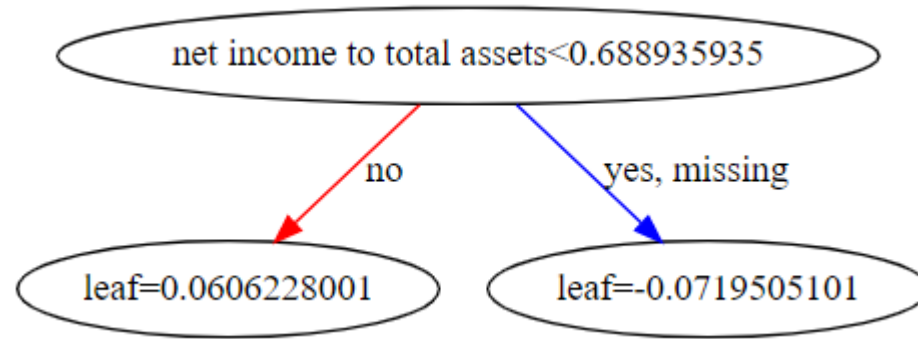 net income to total assets<0.688935935
no
yes, missing
leaf=0.0606228001
leaf=-0.0719505101